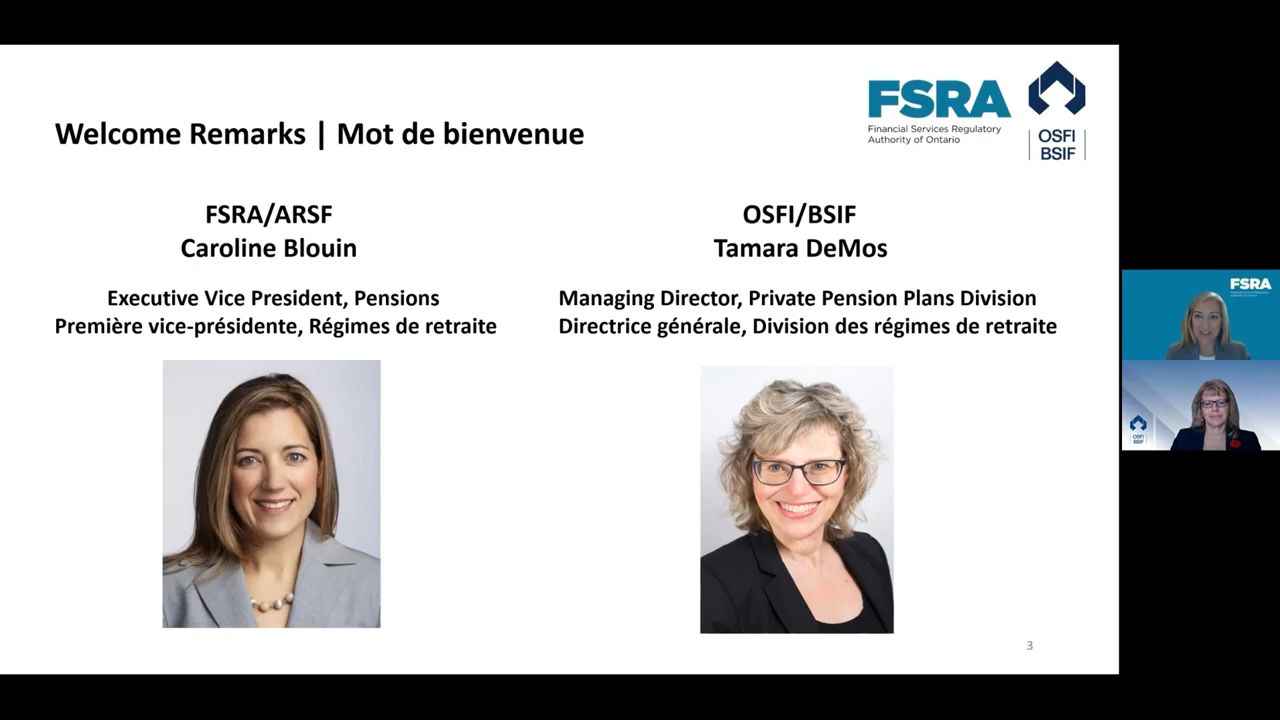 Welcome Remarks | Mot de bienvenue
FSRA
Financial Services Regulatory
Authority of Ontario
OSFI
BSIF
FSRA/ARSF
Caroline Blouin
Executive Vice President, Pensions
Première vice-présidente, Régimes de retraite
OSFI/BSIF
Tamara DeMos
Managing Director, Private Pension Plans Division
Directrice générale, Division des régimes de retraite
3
FSRA
OSFI
BSIF